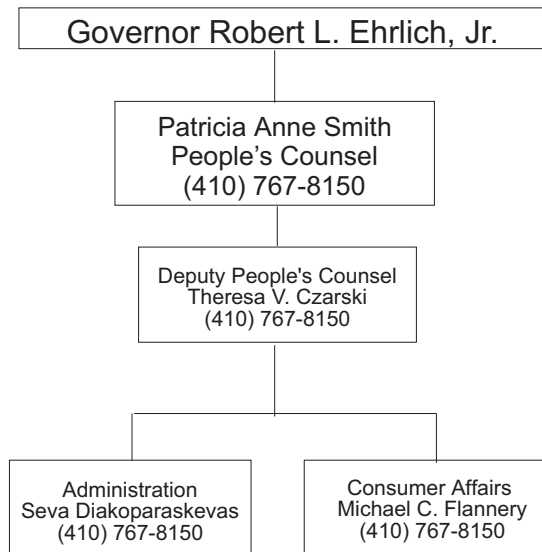 Governor Robert L. Ehrlich, Jr.
Patricia Anne Smith
People’s Counsel
(410) 767-8150
Deputy People's Counsel
Theresa V. Czarski
(410) 767-8150
Administration
Seva Diakoparaskevas
(410) 767-8150
Consumer Affairs
Michael C. Flannery
(410) 767-8150